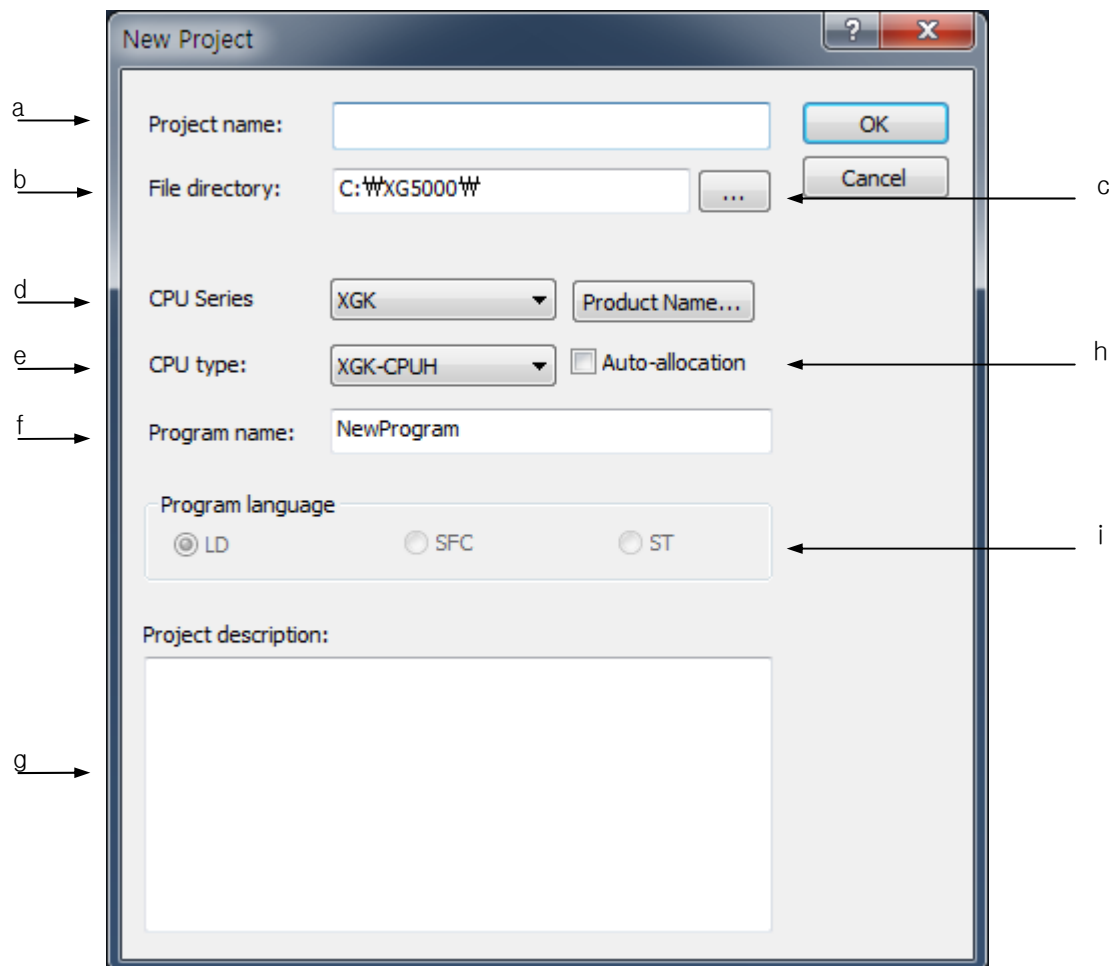 New Project
?
x
a
Project name:
OK
b
File directory:
C:₩XG5000₩
...
Cancel
c
d
CPU Series
XGK
Product Name...
e
CPU type:
XGK-CPUH
Auto-allocation
h
f
Program name:
NewProgram
Program language
LD
SFC
ST
i
Project description:
g